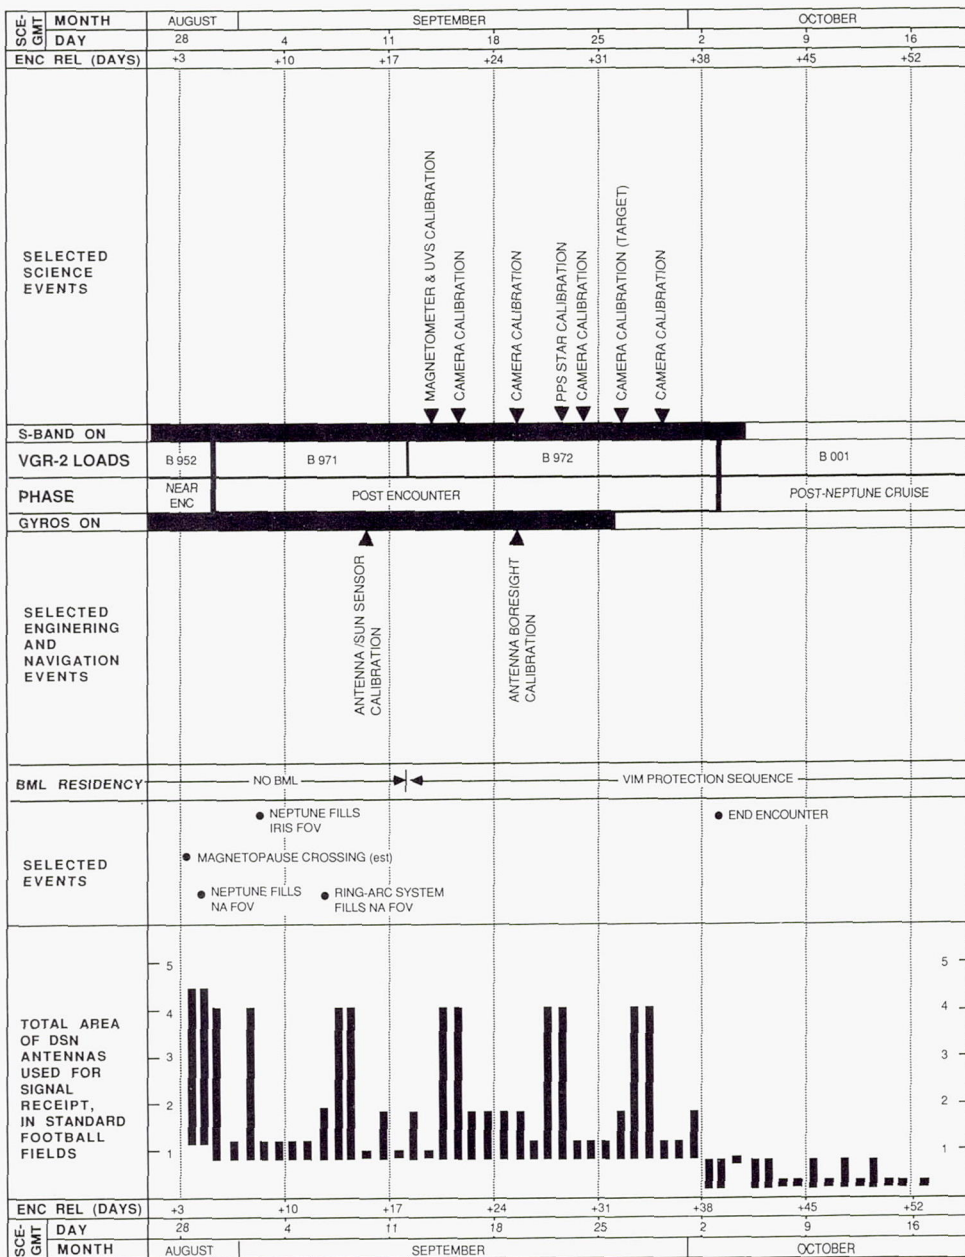 SCE-GMT
MONTH AUGUST SEPTEMBER OCTOBER
DAY 28 4 11 18 25 2 9 16
ENC REL (DAYS) +3 +10 +17 +24 +31 +38 +45 +52
SELECTED
SCIENCE
EVENTS
MAGNETOMETER & UVS CALIBRATION
CAMERA CALIBRATION
CAMERA CALIBRATION
PPS STAR CALIBRATION
CAMERA CALIBRATION
CAMERA CALIBRATION (TARGET)
CAMERA CALIBRATION
S-BAND ON
VGR-2 LOADS B 952 B 971 B 972 B 001
PHASE NEAR ENC POST ENCOUNTER POST-NEPTUNE CRUISE
GYROS ON
SELECTED
ENGINERING
AND
NAVIGATION
EVENTS
ANTENNA /SUN SENSOR
CALIBRATION
ANTENNA BORESIGHT
CALIBRATION
BML RESIDENCY NO BML VIM PROTECTION SEQUENCE
SELECTED
EVENTS
NEPTUNE FILLS
IRIS FOV
END ENCOUNTER
MAGNETOPAUSE CROSSING (est)
NEPTUNE FILLS
NA FOV
RING-ARC SYSTEM
FILLS NA FOV
TOTAL AREA
OF DSN
ANTENNAS
USED FOR
SIGNAL
RECEIPT,
IN STANDARD
FOOTBALL
FIELDS
5 5
4 4
3 3
2 2
1 1
ENC REL (DAYS) +3 +10 +17 +24 +31 +38 +45 +52
SCE-GMT
DAY 28 4 11 18 25 2 9 16
MONTH AUGUST SEPTEMBER OCTOBER